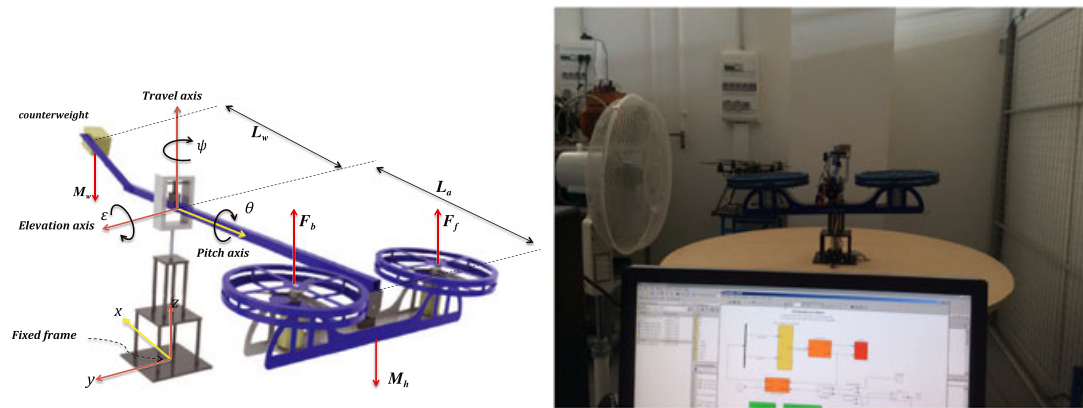 Travel axis
counterweight
L_w
ψ
L_a
M_w
ε
θ
F_b
F_f
Elevation axis
Pitch axis
x
z
Fixed frame
y
M_h